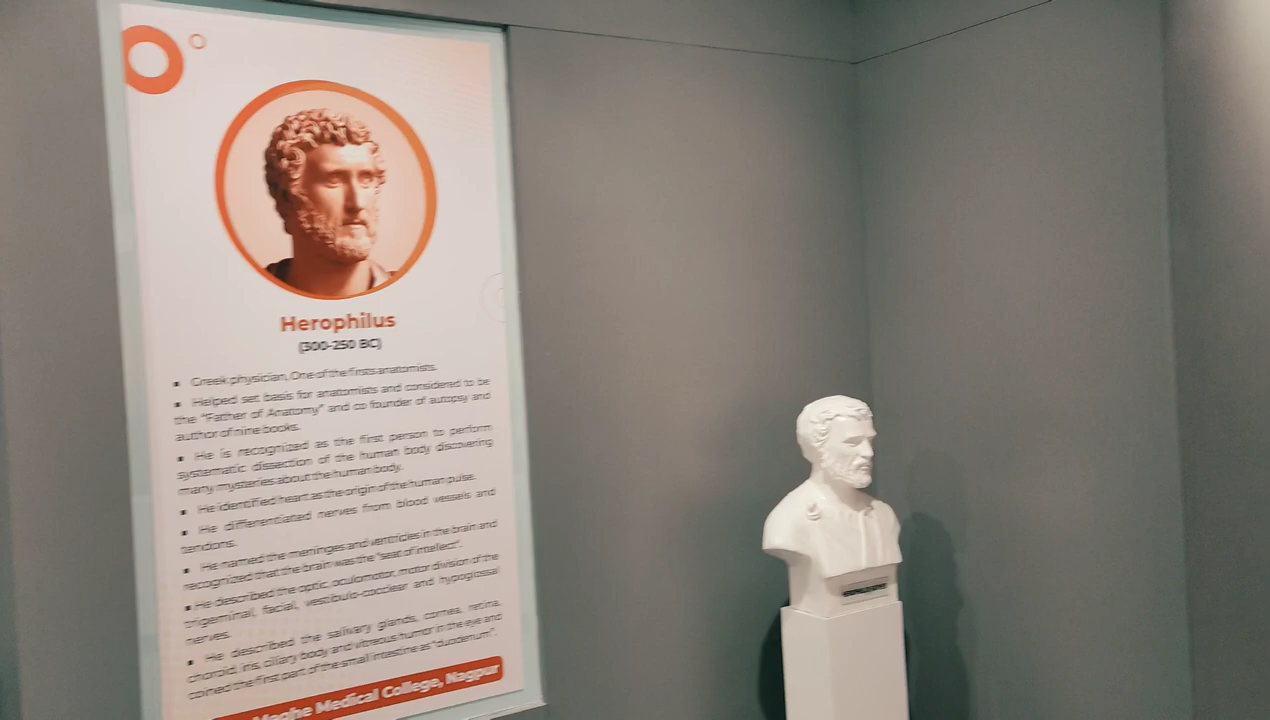 Herophilus
(300-250 BC)
▪ Greek physician, One of the firsts anatomists.
▪ Helped set basis for anatomists and considered to be
the "Father of Anatomy" and co founder of autopsy and
author of nine books.
▪ He is recognized as the first person to perform
systematic dissection of the human body discovering
many mysteries about the human body.
▪ He identified heart as the origin of the human pulse.
▪ He differentiated nerves from blood vessels and
tendons.
▪ He named the meninges and ventricles in the brain and
recognized that the brain was the "seat of intellect".
▪ He described the optic, oculomotor, motor division of the
trigeminal, facial, vestibulo-cocclear and hypoglossal
nerves.
▪ He described the salivary glands, cornea, retina,
choroid, iris, ciliary body and vitreous humor in the eye and
coined the first part of the small intestine as "duodenum".
Meghe Medical College, Nagpur